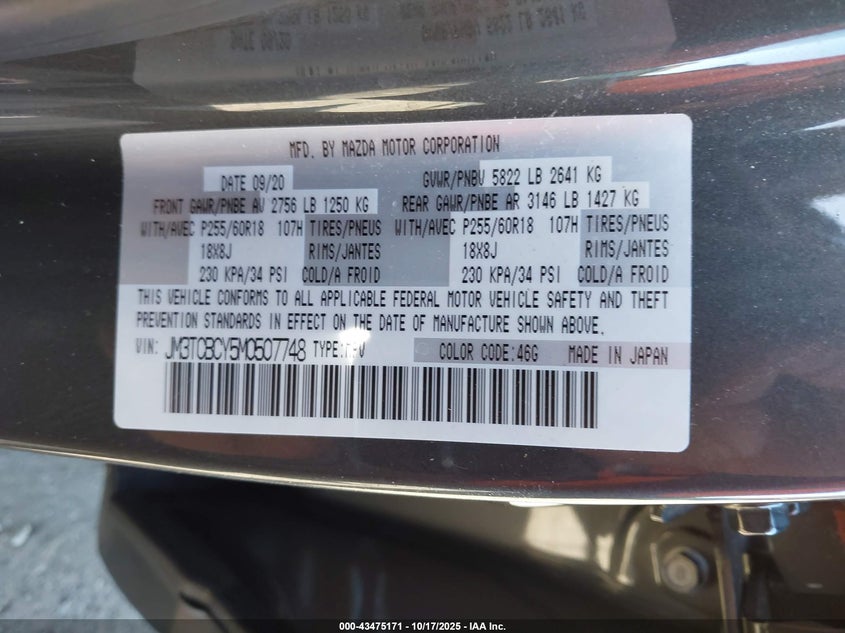 MFD. BY MAZDA MOTOR CORPORATION
DATE 09/20 GVWR/PNBV 5822 LB 2641 KG
FRONT GAWR/PNBE AV 2756 LB 1250 KG REAR GAWR/PNBE AR 3146 LB 1427 KG
WITH/AVEC P255/60R18 107H TIRES/PNEUS WITH/AVEC P255/60R18 107H TIRES/PNEUS
18X8J RIMS/JANTES 18X8J RIMS/JANTES
230 KPA/34 PSI COLD/A FROID 230 KPA/34 PSI COLD/A FROID
THIS VEHICLE CONFORMS TO ALL APPLICABLE FEDERAL MOTOR VEHICLE SAFETY AND THEFT
PREVENTION STANDARDS IN EFFECT ON THE DATE OF MANUFACTURE SHOWN ABOVE.
VIN: JM3TCBCY5M0507748 TYPE: COLOR CODE:46G MADE IN JAPAN
000-43475171 | 10/17/2025 | IAA Inc.